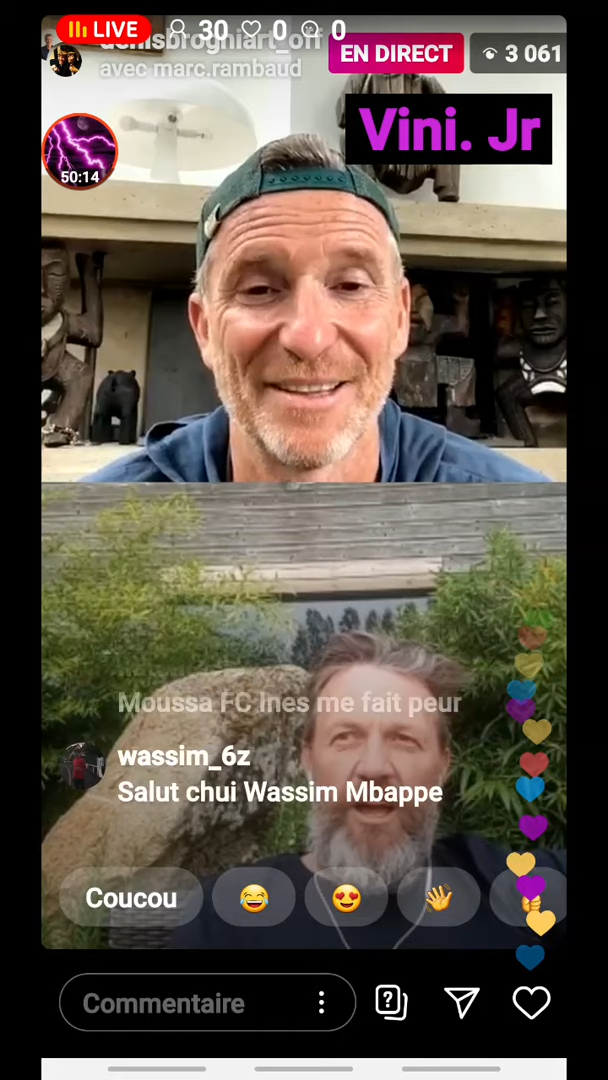 LIVE 30 0 0
denisbrogniart_off
avec marc.rambaud
EN DIRECT
3 061
Vini. Jr
50:14
Moussa FC Ines me fait peur
wassim_6z
Salut chui Wassim Mbappe
Coucou
Commentaire